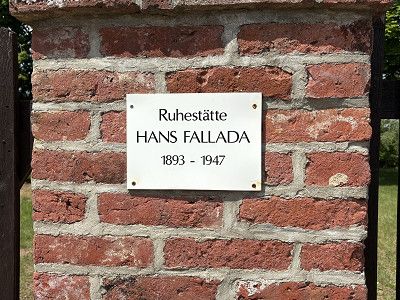 Ruhestätte
HANS FALLADA
1893 - 1947